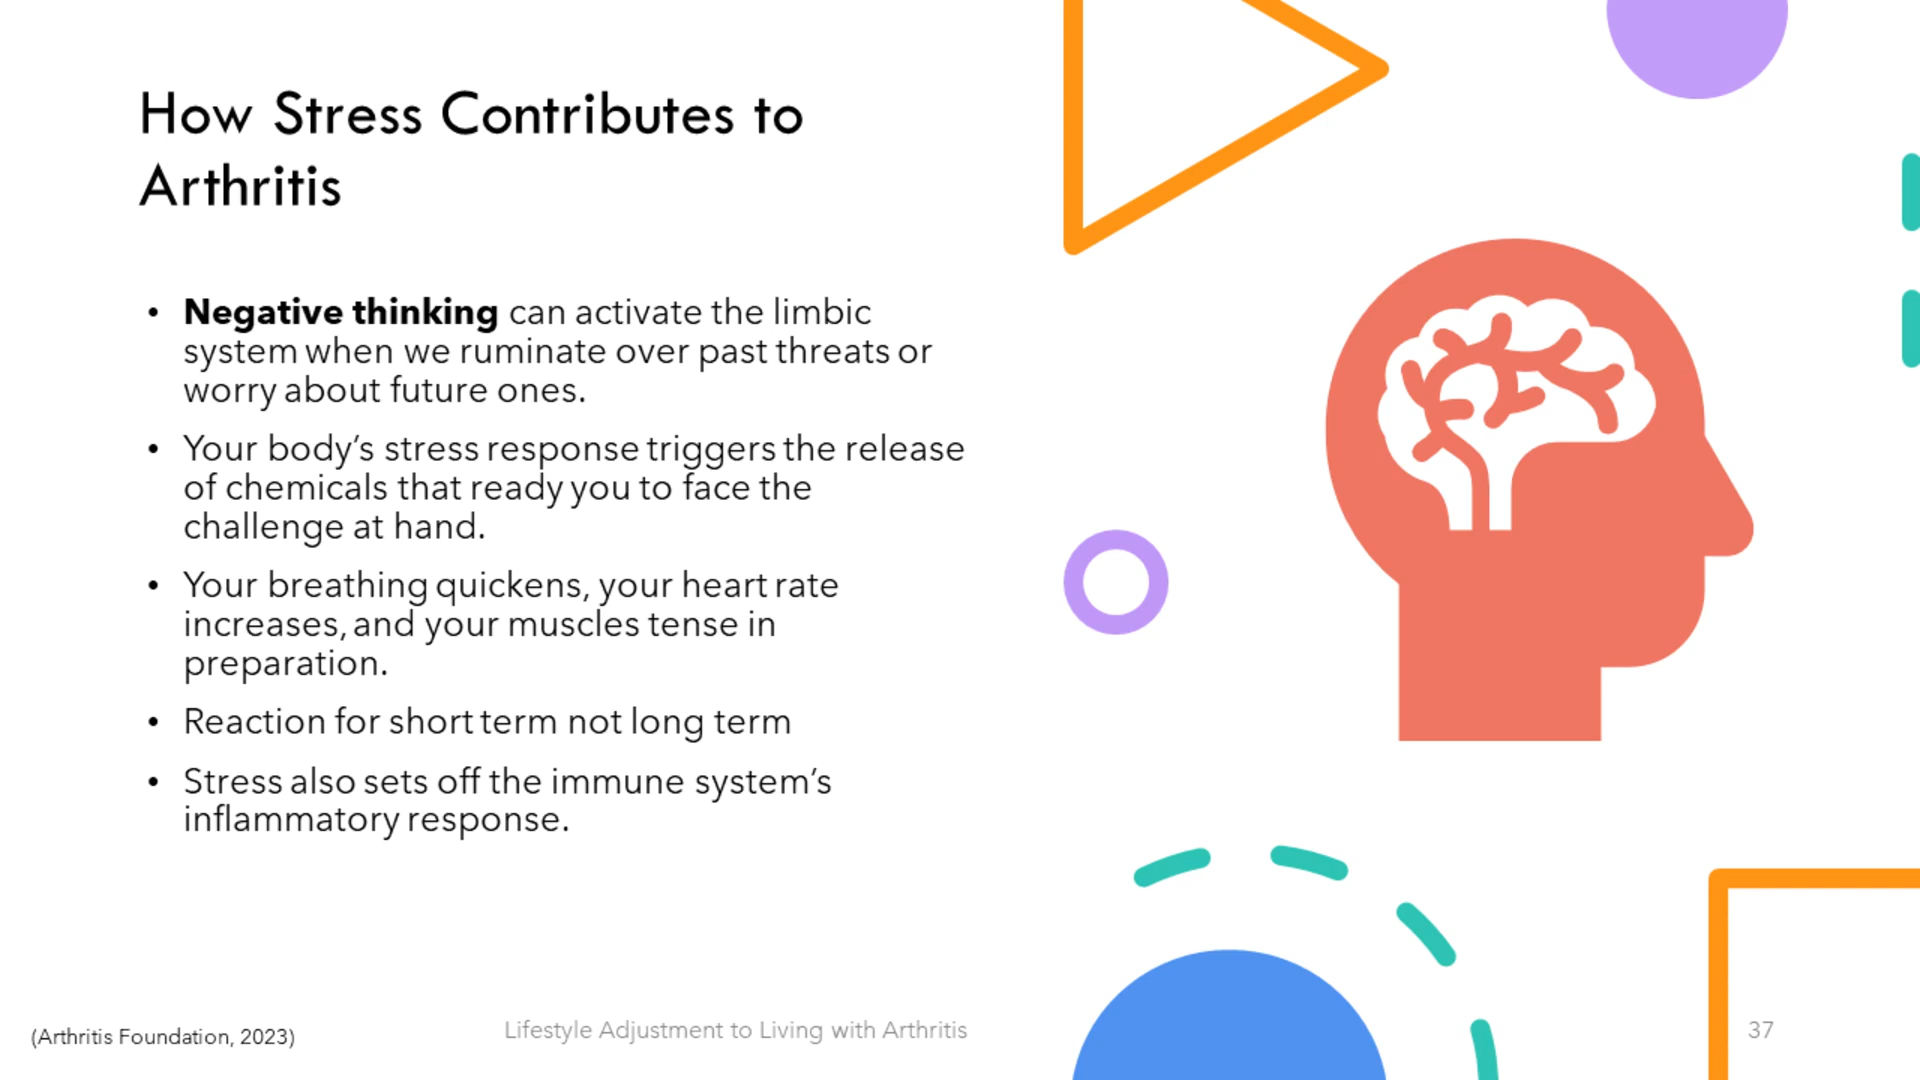 How Stress Contributes to
Arthritis
• Negative thinking can activate the limbic
system when we ruminate over past threats or
worry about future ones.
• Your body’s stress response triggers the release
of chemicals that ready you to face the
challenge at hand.
• Your breathing quickens, your heart rate
increases, and your muscles tense in
preparation.
• Reaction for short term not long term
• Stress also sets off the immune system’s
inflammatory response.
(Arthritis Foundation, 2023)
Lifestyle Adjustment to Living with Arthritis
37